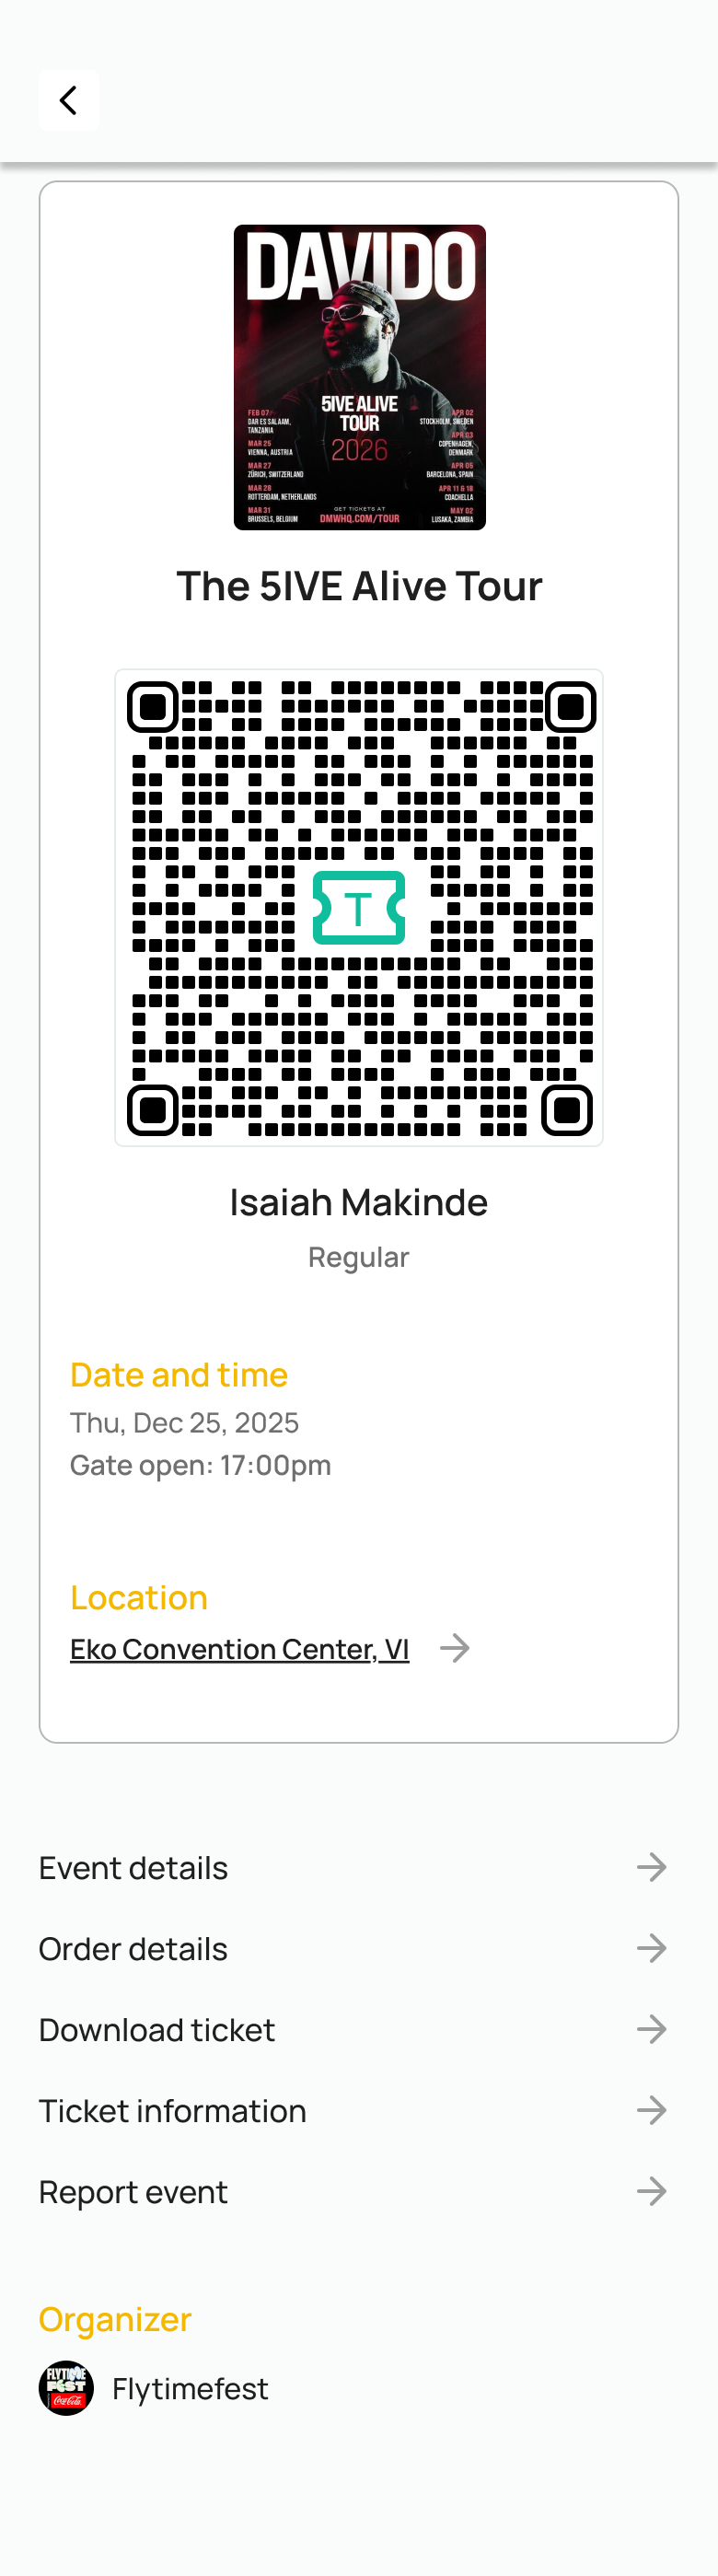 DAVIDO
5IVE ALIVE
TOUR
2026
FEB 07
DAR ES SALAAM,
TANZANIA
MAR 25
VIENNA, AUSTRIA
MAR 27
ZÜRICH, SWITZERLAND
MAR 28
ROTTERDAM, NETHERLANDS
MAR 31
BRUSSELS, BELGIUM
APR 02
STOCKHOLM, SWEDEN
APR 03
COPENHAGEN,
DENMARK
APR 05
BARCELONA, SPAIN
APR 11 & 18
COACHELLA
MAY 02
LUSAKA, ZAMBIA
GET TICKETS AT
DMWHQ.COM/TOUR
The 5IVE Alive Tour
T
Isaiah Makinde
Regular
Date and time
Thu, Dec 25, 2025
Gate open: 17:00pm
Location
Eko Convention Center, VI
Event details
Order details
Download ticket
Ticket information
Report event
Organizer
FLYTIME
FEST
Coca-Cola
Flytimefest